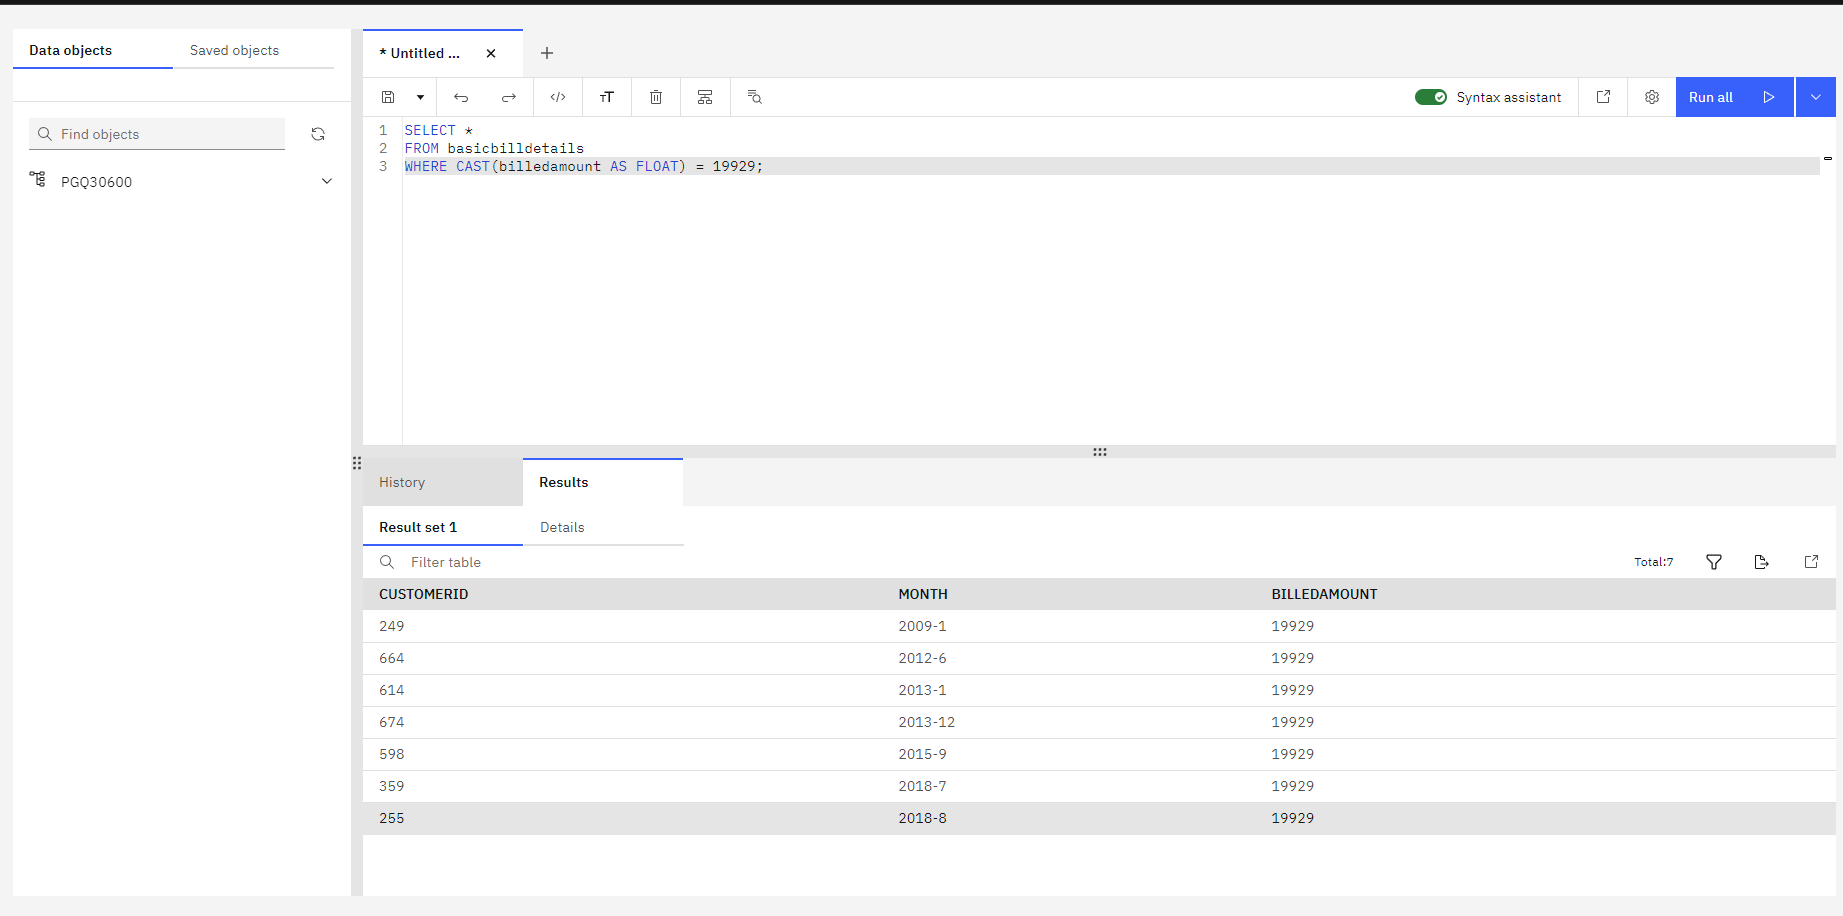 Data objects
Saved objects
* Untitled ...
Syntax assistant
Run all
Find objects
PGQ30600
1 SELECT *
2 FROM basicbilldetails
3 WHERE CAST(billedamount AS FLOAT) = 19929;
History
Results
Result set 1
Details
Filter table
Total:7
CUSTOMERID MONTH BILLEDAMOUNT
249 2009-1 19929
664 2012-6 19929
614 2013-1 19929
674 2013-12 19929
598 2015-9 19929
359 2018-7 19929
255 2018-8 19929